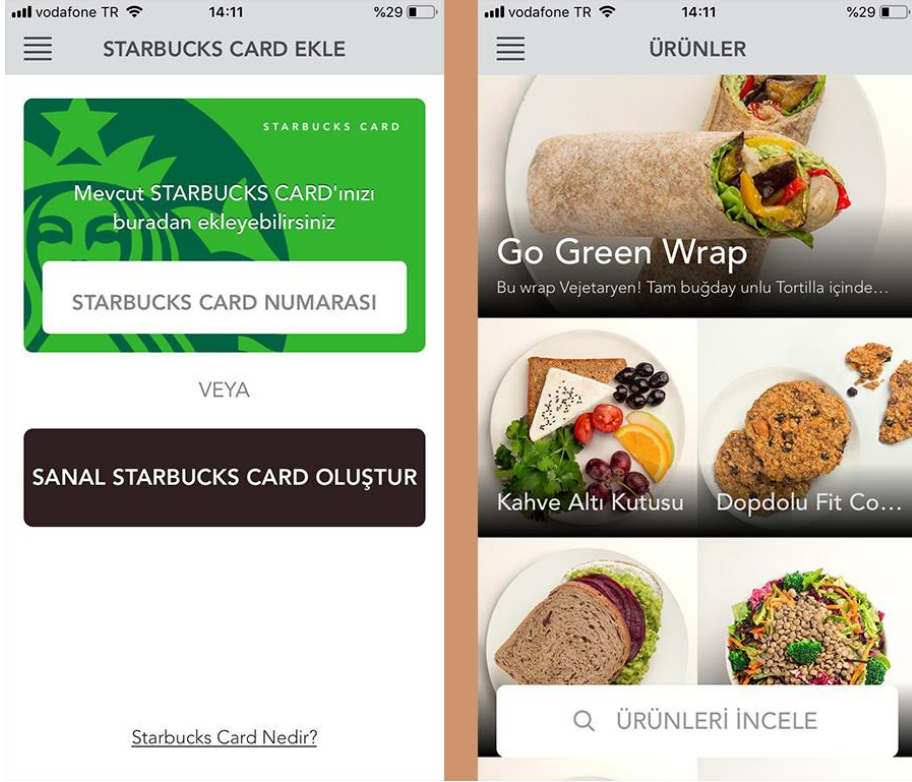 vodafone TR 14:11 %29
STARBUCKS CARD EKLE
STARBUCKS CARD
Mevcut STARBUCKS CARD'ınızı
buradan ekleyebilirsiniz
STARBUCKS CARD NUMARASI
VEYA
SANAL STARBUCKS CARD OLUŞTUR
Starbucks Card Nedir?
vodafone TR 14:11 %29
ÜRÜNLER
Go Green Wrap
Bu wrap Vejetaryen! Tam buğday unlu Tortilla içinde...
Kahve Altı Kutusu
Dopdolu Fit Co...
ÜRÜNLERİ İNCELE